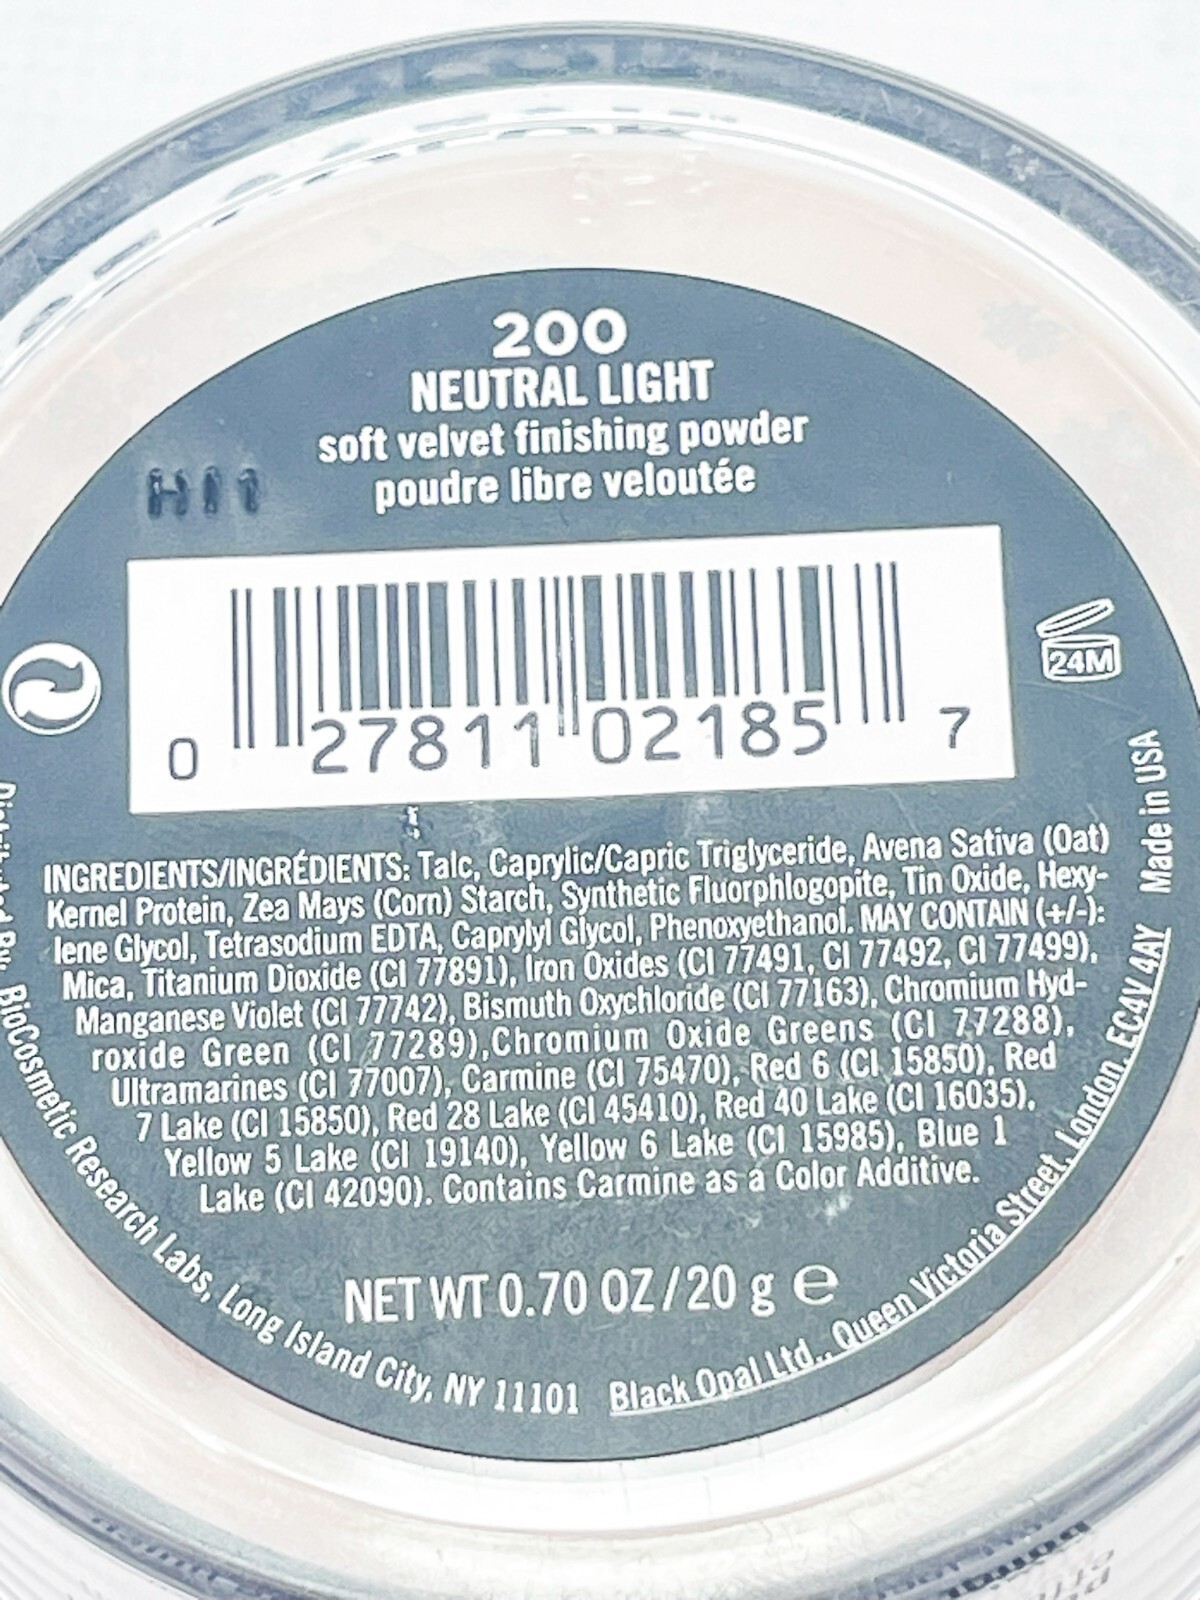 200
NEUTRAL LIGHT
soft velvet finishing powder
poudre libre veloutée
H11
0 27811 02185 7
24M
INGREDIENTS/INGRÉDIENTS: Talc, Caprylic/Capric Triglyceride, Avena Sativa (Oat)
Kernel Protein, Zea Mays (Corn) Starch, Synthetic Fluorphlogopite, Tin Oxide, Hexy-
lene Glycol, Tetrasodium EDTA, Caprylyl Glycol, Phenoxyethanol. MAY CONTAIN (+/-):
Mica, Titanium Dioxide (CI 77891), Iron Oxides (CI 77491, CI 77492, CI 77499),
Manganese Violet (CI 77742), Bismuth Oxychloride (CI 77163), Chromium Hyd-
roxide Green (CI 77289),Chromium Oxide Greens (CI 77288),
Ultramarines (CI 77007), Carmine (CI 75470), Red 6 (CI 15850), Red
7 Lake (CI 15850), Red 28 Lake (CI 45410), Red 40 Lake (CI 16035),
Yellow 5 Lake (CI 19140), Yellow 6 Lake (CI 15985), Blue 1
Lake (CI 42090). Contains Carmine as a Color Additive.
NET WT 0.70 OZ/20 g e
By: BioCosmetic Research Labs, Long Island City, NY 11101
Black Opal Ltd., Queen Victoria Street, London, EC4V 4AY
Made in USA